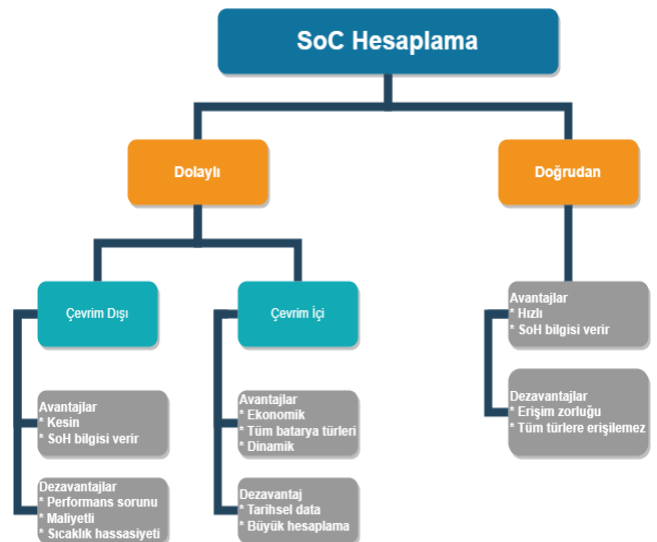 SoC Hesaplama
Dolaylı
Doğrudan
Çevrim Dışı
Çevrim İçi
Avantajlar
* Hızlı
* SoH bilgisi verir
Avantajlar
* Kesin
* SoH bilgisi verir
Avantajlar
* Ekonomik
* Tüm batarya türleri
* Dinamik
Dezavantajlar
* Erişim zorluğu
* Tüm türlere erişilemez
Dezavantajlar
* Performans sorunu
* Maliyetli
* Sıcaklık hassasiyeti
Dezavantaj
* Tarihsel data
* Büyük hesaplama